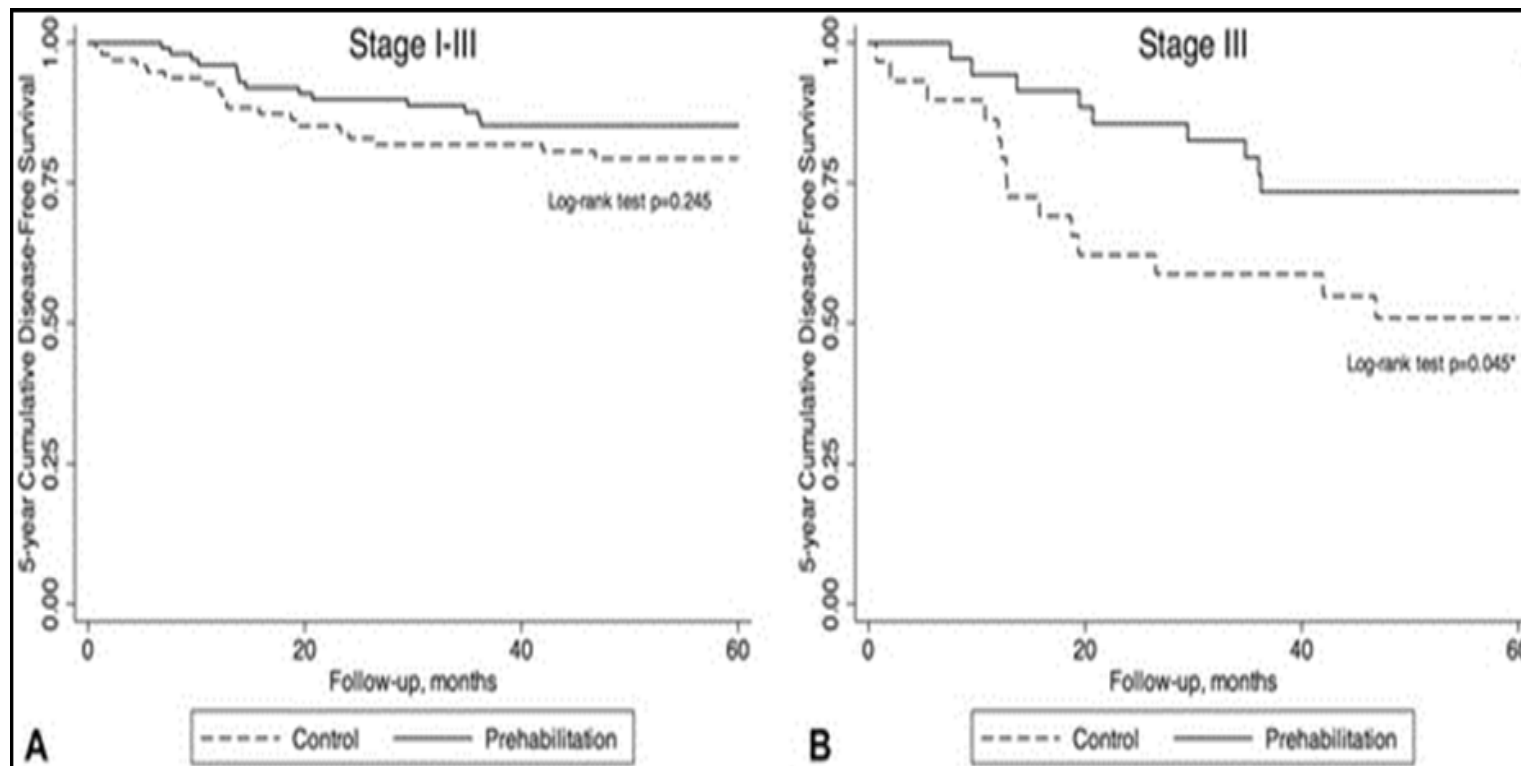 Stage I-III
5-year Cumulative Disease-Free Survival
1.00
0.75
0.50
0.25
0.00
Log-rank test p=0.245
0 20 40 60
Follow-up, months
A
Control Prehabilitation
Stage III
5-year Cumulative Disease-Free Survival
1.00
0.75
0.50
0.25
0.00
Log-rank test p=0.045*
0 20 40 60
Follow-up, months
B
Control Prehabilitation